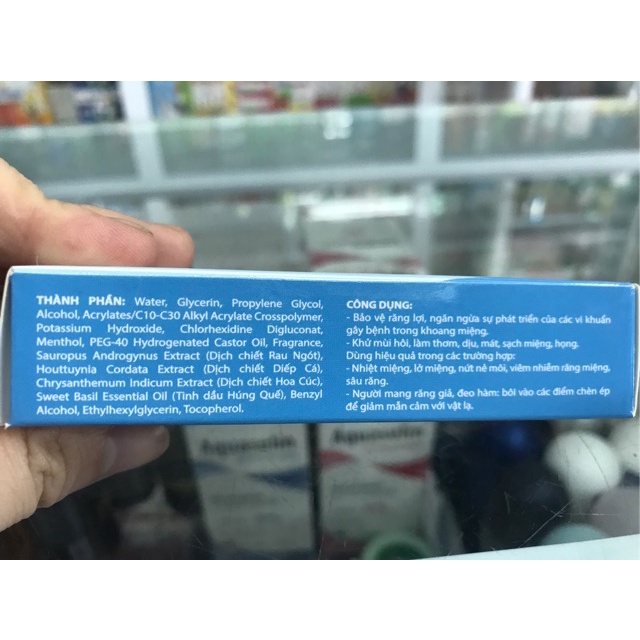 THÀNH PHẦN: Water, Glycerin, Propylene Glycol,
Alcohol, Acrylates/C10-C30 Alkyl Acrylate Crosspolymer,
Potassium Hydroxide, Chlorhexidine Digluconat,
Menthol, PEG-40 Hydrogenated Castor Oil, Fragrance,
Sauropus Androgynus Extract (Dịch chiết Rau Ngót),
Houttuynia Cordata Extract (Dịch chiết Diếp Cá),
Chrysanthemum Indicum Extract (Dịch chiết Hoa Cúc),
Sweet Basil Essential Oil (Tinh dầu Húng Quế), Benzyl
Alcohol, Ethylhexylglycerin, Tocopherol.
CÔNG DỤNG:
- Bảo vệ răng lợi, ngăn ngừa sự phát triển của các vi khuẩn
gây bệnh trong khoang miệng.
- Khử mùi hôi, làm thơm, dịu, mát, sạch miệng, họng.
Dùng hiệu quả trong các trường hợp:
- Nhiệt miệng, lở miệng, nứt nẻ môi, viêm nhiễm răng miệng,
sâu răng.
- Người mang răng giả, đeo hàm: bôi vào các điểm chèn ép
để giảm mẫn cảm với vật lạ.